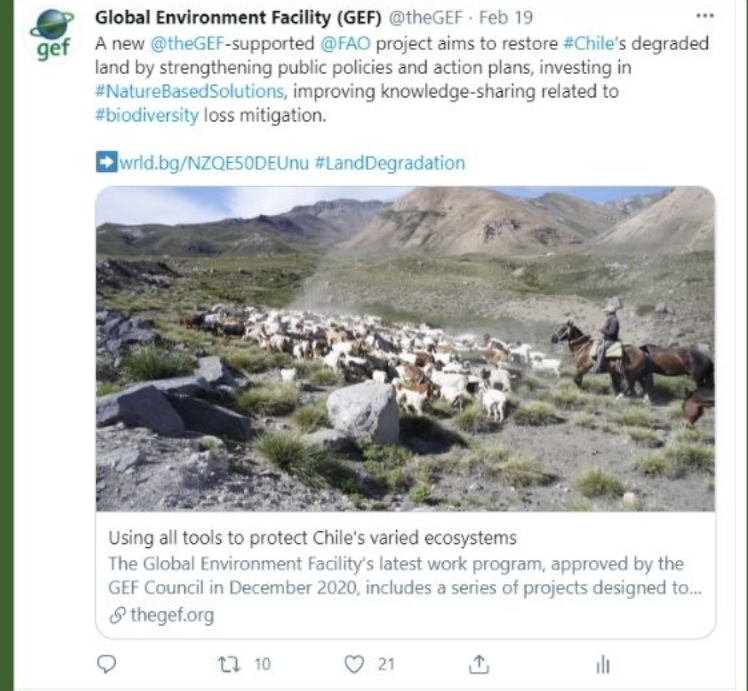 gef
Global Environment Facility (GEF) @theGEF · Feb 19
A new @theGEF-supported @FAO project aims to restore #Chile's degraded
land by strengthening public policies and action plans, investing in
#NatureBasedSolutions, improving knowledge-sharing related to
#biodiversity loss mitigation.
wrld.bg/NZQE50DEUnu #LandDegradation
Using all tools to protect Chile's varied ecosystems
The Global Environment Facility's latest work program, approved by the
GEF Council in December 2020, includes a series of projects designed to...
thegef.org
10 21